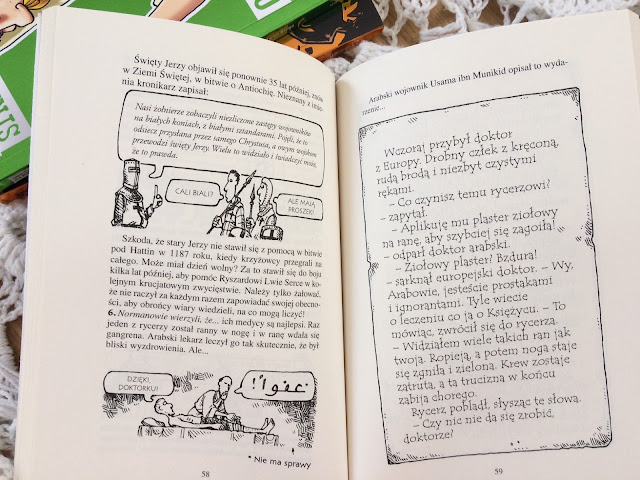 Święty Jerzy objawił się ponownie 35 lat później, znów
w Ziemi Świętej, w bitwie o Antiochię. Nieznany z imie-
nia kronikarz zapisał:
Nasi żołnierze zobaczyli niezliczone zastępy wojowników
na białych koniach, z białymi sztandarami. Pojęli, że to
odsiecz przysłana przez samego Chrystusa, a owym wojskom
przewodzi święty Jerzy. Wielu to widziało i świadczyć może,
że to prawda.
CALI BIALI?
ALE MAJĄ
PROSZEK!
Szkoda, że stary Jerzy nie stawił się z pomocą w bitwie
pod Hattin w 1187 roku, kiedy krzyżowcy przegrali na
całego. Może miał dzień wolny? Za to stawił się do boju
kilka lat później, aby pomóc Ryszardowi Lwie Serce w ko-
lejnym krucjatowym zwycięstwie. Należy tylko żałować,
że nie raczył za każdym razem zapowiadać swojej obecno-
ści, aby obrońcy wiary wiedzieli, na co mogą liczyć!
6. Normanowie wierzyli, że... ich medycy są najlepsi. Raz
jeden z rycerzy został ranny w nogę i w ranę wdała się
gangrena. Arabski lekarz leczył go tak skutecznie, że był
bliski wyzdrowienia. Ale...
DZIĘKI,
DOKTORKU!
عفواً!*
* Nie ma sprawy
58
Arabski wojownik Usama ibn Munikid opisał to wyda-
rzenie...
Wczoraj przybył doktor
z Europy. Drobny człek z kręconą,
rudą brodą i niezbyt czystymi
rękami.
– Co czynisz temu rycerzowi?
– zapytał.
– Aplikuję mu plaster ziołowy
na ranę, aby szybciej się zagoiła!
– odparł doktor arabski.
– Ziołowy plaster? Bzdura!
– sarknął europejski doktor. – Wy,
Arabowie, jesteście prostakami
i ignorantami. Tyle wiecie
o leczeniu co ja o Księżycu. – To
mówiąc, zwrócił się do rycerza.
– Widziałem wiele takich ran jak
twoja. Ropieją, a potem noga staje
się zgniła i zielona. Krew zostaje
zatruta, a ta trucizna w końcu
zabija chorego.
Rycerz pobladł, słysząc te słowa.
– Czy nic nie da się zrobić,
doktorze?
59